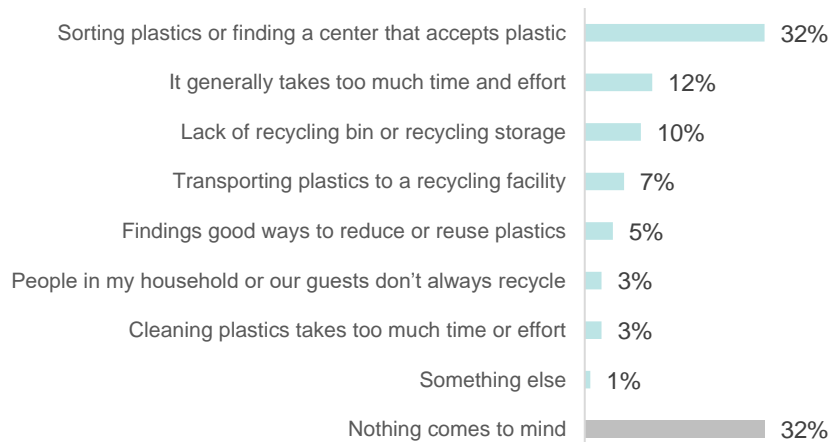 Sorting plastics or finding a center that accepts plastic 32%
It generally takes too much time and effort 12%
Lack of recycling bin or recycling storage 10%
Transporting plastics to a recycling facility 7%
Findings good ways to reduce or reuse plastics 5%
People in my household or our guests don’t always recycle 3%
Cleaning plastics takes too much time or effort 3%
Something else 1%
Nothing comes to mind 32%